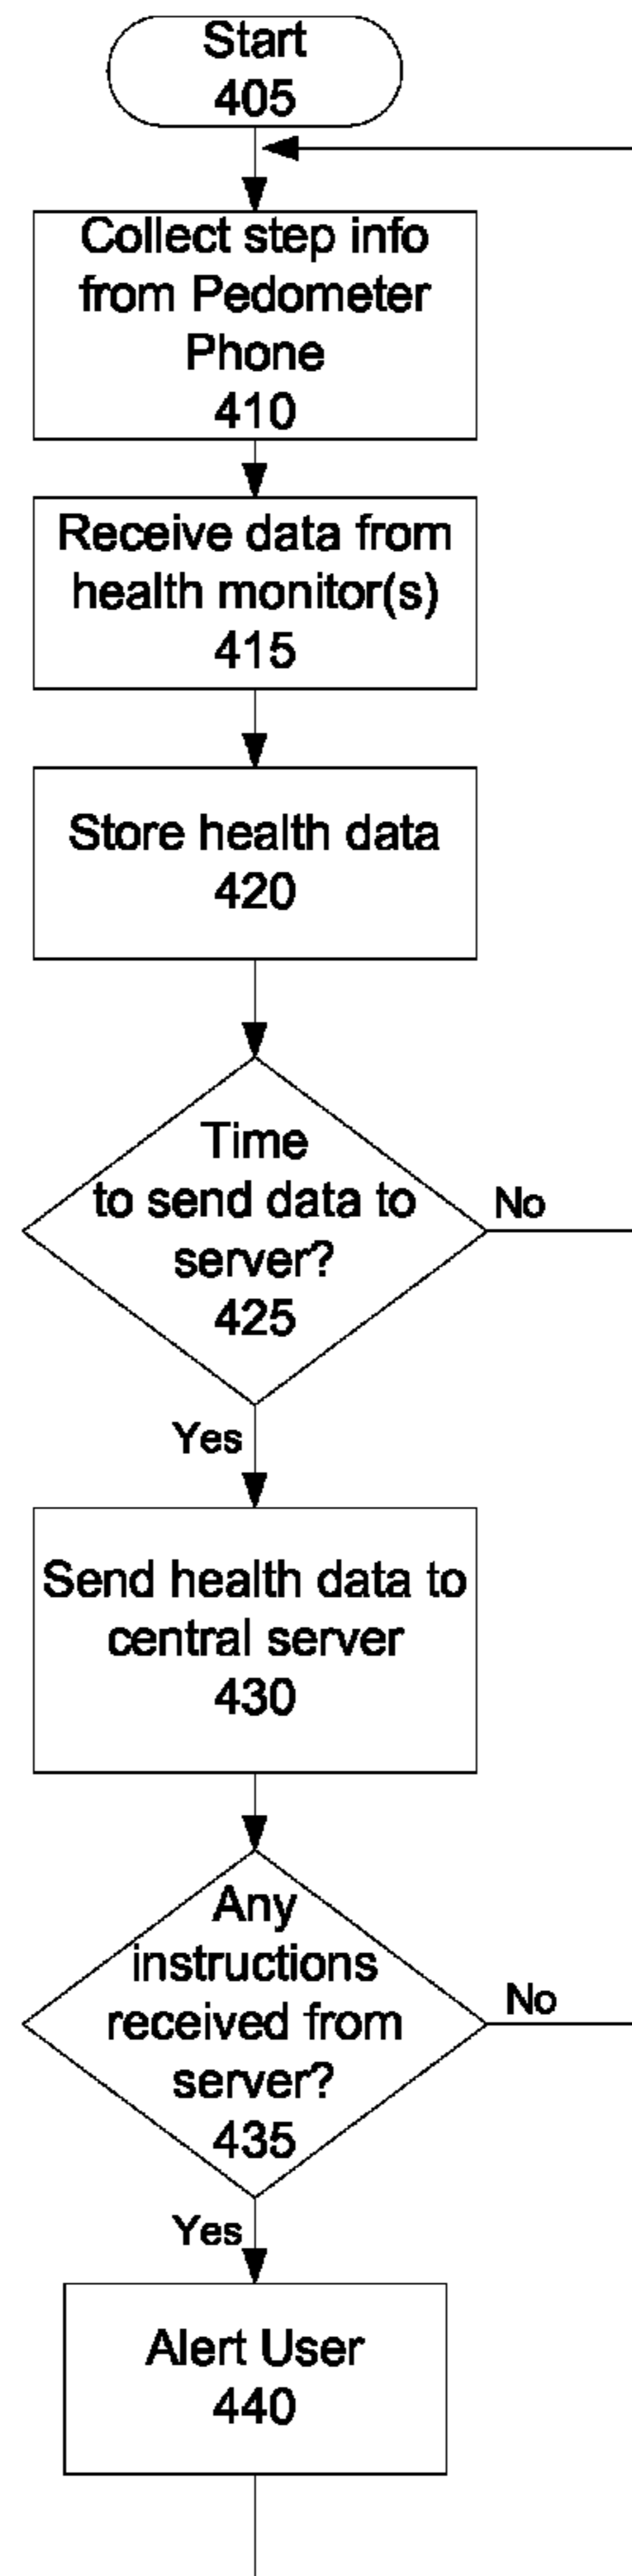 Start
405
Collect step info
from Pedometer
Phone
410
Receive data from
health monitor(s)
415
Store health data
420
Time
to send data to
server?
425
No
Yes
Send health data to
central server
430
Any
instructions
received from
server?
435
No
Yes
Alert User
440